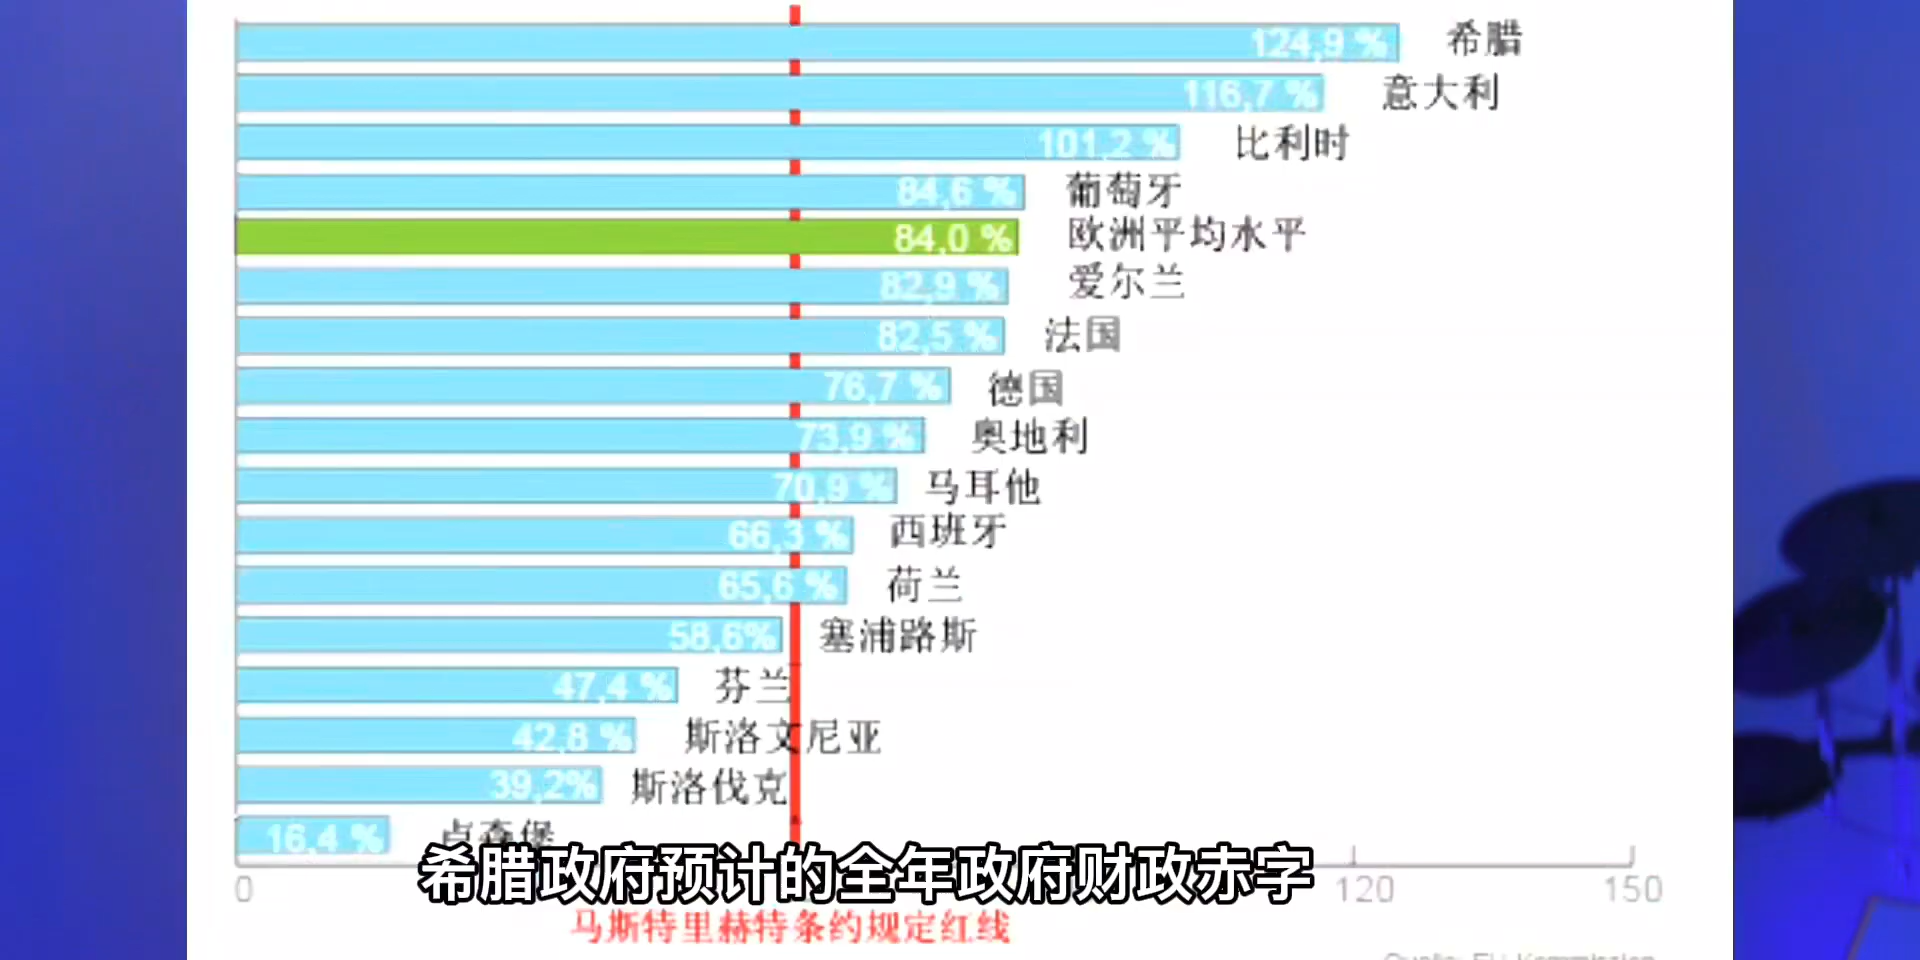 124,9 % 希腊
116,7 % 意大利
101,2 % 比利时
84,6 % 葡萄牙
84,0 % 欧洲平均水平
82,9 % 爱尔兰
82,5 % 法国
76,7 % 德国
73,9 % 奥地利
70,9 % 马耳他
66,3 % 西班牙
65,6 % 荷兰
58,6% 塞浦路斯
47,4 % 芬兰
42,8 % 斯洛文尼亚
39,2% 斯洛伐克
16,4 % 卢森堡
希腊政府预计的全年政府财政赤字
0 120 150
马斯特里赫特条约规定红线